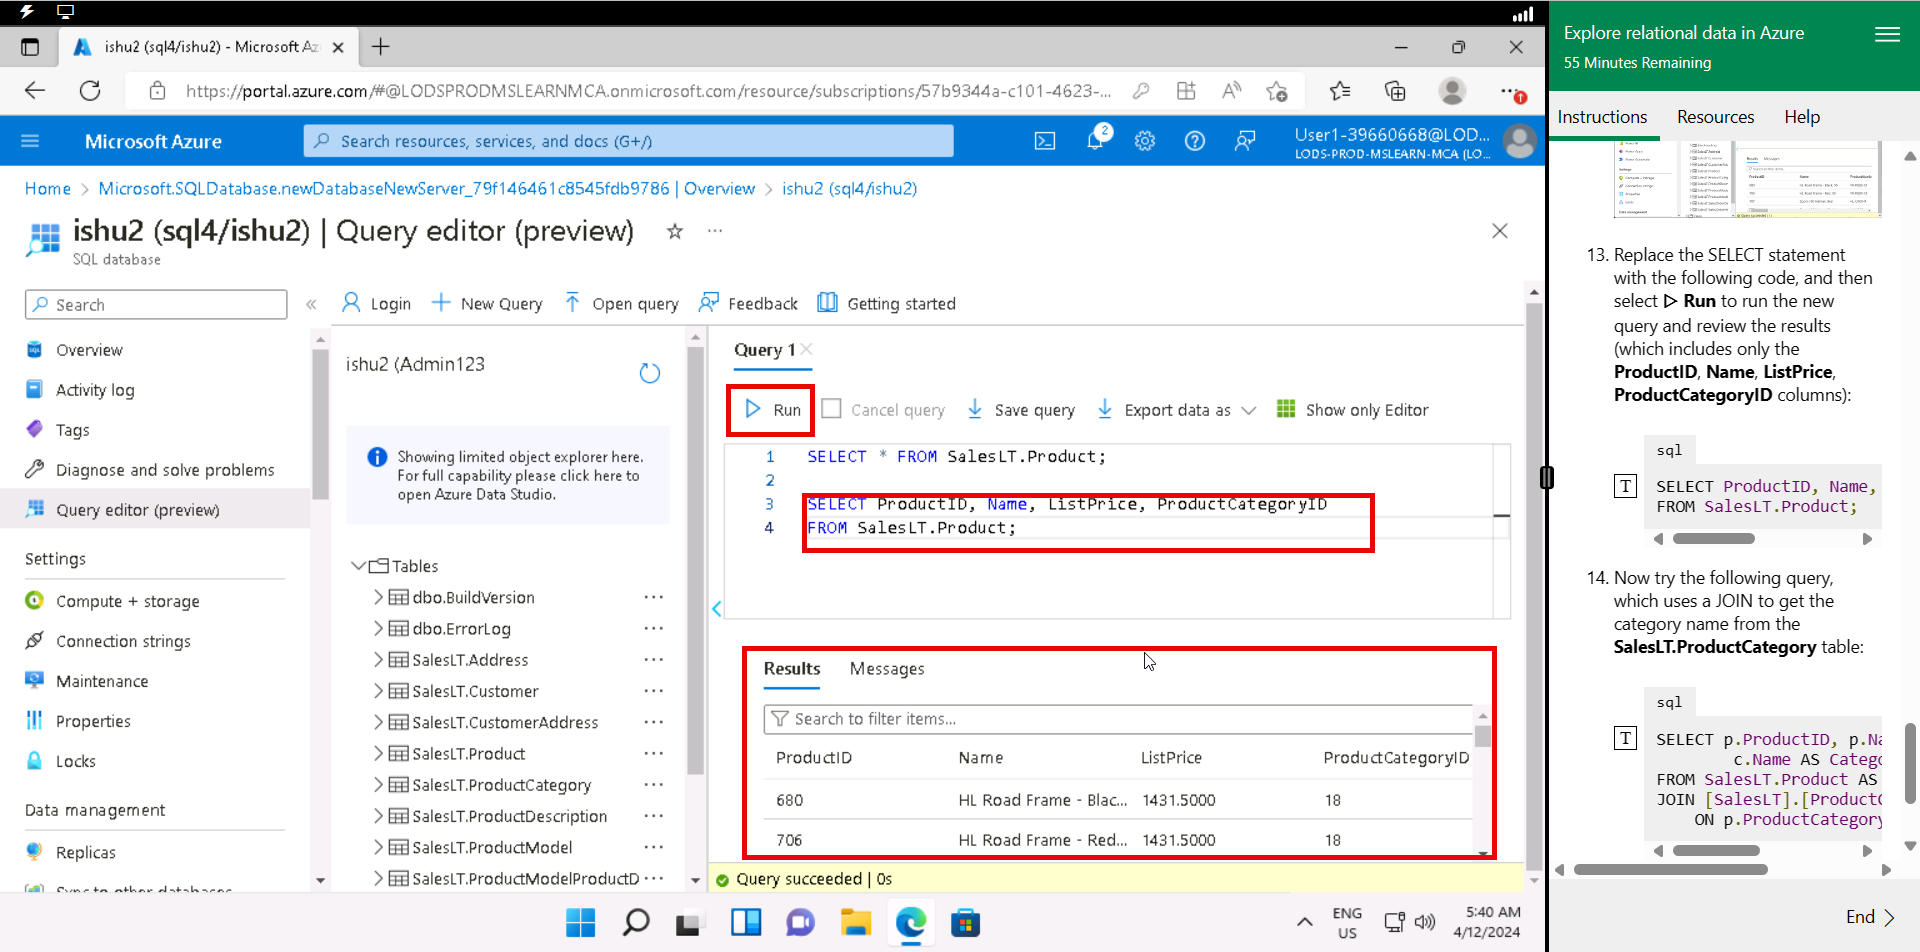 ishu2 (sql4/ishu2) - Microsoft Az
https://portal.azure.com/#@LODSPRODMSLEARNMCA.onmicrosoft.com/resource/subscriptions/57b9344a-c101-4623-...
Microsoft Azure
Search resources, services, and docs (G+/)
2
User1-39660668@LOD...
LODS-PROD-MSLEARN-MCA (LO...
Home > Microsoft.SQLDatabase.newDatabaseNewServer_79f146461c8545fdb9786 | Overview > ishu2 (sql4/ishu2)
ishu2 (sql4/ishu2) | Query editor (preview)
SQL database
Search
Overview
Activity log
Tags
Diagnose and solve problems
Query editor (preview)
Settings
Compute + storage
Connection strings
Maintenance
Properties
Locks
Data management
Replicas
Sync to other databases
Login
New Query
Open query
Feedback
Getting started
ishu2 (Admin123
Showing limited object explorer here.
For full capability please click here to
open Azure Data Studio.
Tables
dbo.BuildVersion
dbo.ErrorLog
SalesLT.Address
SalesLT.Customer
SalesLT.CustomerAddress
SalesLT.Product
SalesLT.ProductCategory
SalesLT.ProductDescription
SalesLT.ProductModel
SalesLT.ProductModelProductD
Query 1
Run
Cancel query
Save query
Export data as
Show only Editor
1 SELECT * FROM SalesLT.Product;
2
3 SELECT ProductID, Name, ListPrice, ProductCategoryID
4 FROM SalesLT.Product;
Results Messages
Search to filter items...
ProductID Name ListPrice ProductCategoryID
680 HL Road Frame - Blac... 1431.5000 18
706 HL Road Frame - Red... 1431.5000 18
Query succeeded | 0s
ENG
US
5:40 AM
4/12/2024
Explore relational data in Azure
55 Minutes Remaining
Instructions Resources Help
13. Replace the SELECT statement
with the following code, and then
select ▷ Run to run the new
query and review the results
(which includes only the
ProductID, Name, ListPrice,
ProductCategoryID columns):
sql
T
SELECT ProductID, Name,
FROM SalesLT.Product;
14. Now try the following query,
which uses a JOIN to get the
category name from the
SalesLT.ProductCategory table:
sql
T
SELECT p.ProductID, p.Na
c.Name AS Catego
FROM SalesLT.Product AS
JOIN [SalesLT].[ProductC
ON p.ProductCategory
End